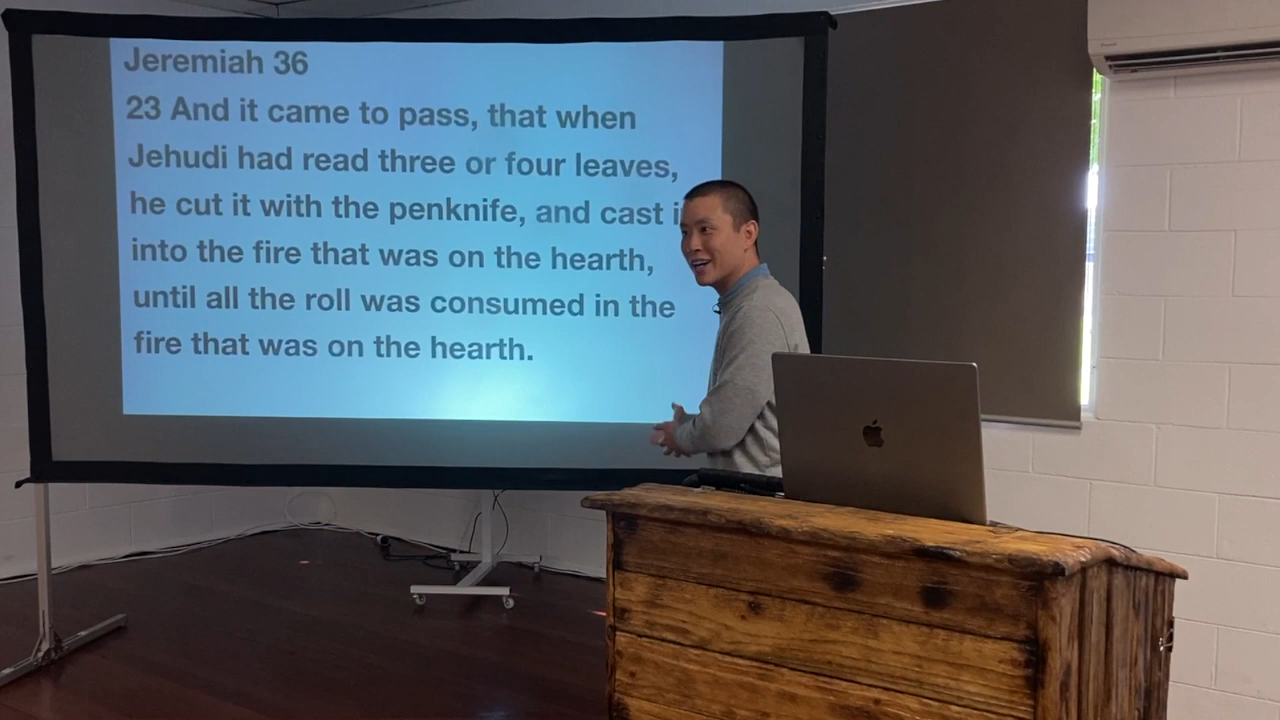 Jeremiah 36
23 And it came to pass, that when
Jehudi had read three or four leaves,
he cut it with the penknife, and cast
into the fire that was on the hearth,
until all the roll was consumed in the
fire that was on the hearth.